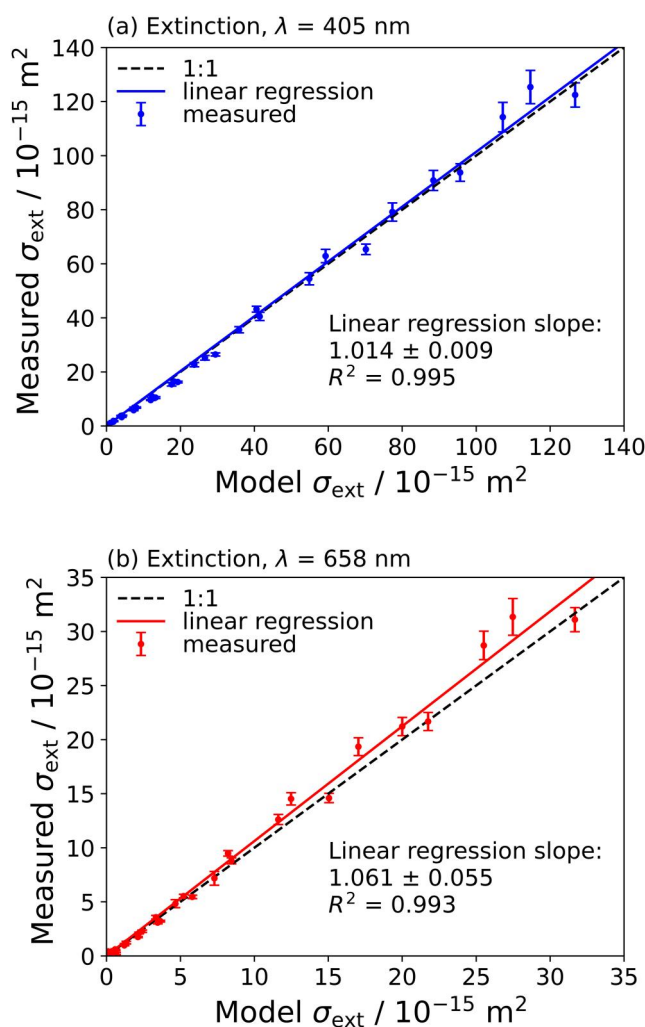 (a) Extinction, λ = 405 nm
140
120
100
80
60
40
20
0
Measured σext / 10−15 m2
1:1
linear regression
measured
Linear regression slope:
1.014 ± 0.009
R2 = 0.995
0 20 40 60 80 100 120 140
Model σext / 10−15 m2
(b) Extinction, λ = 658 nm
35
30
25
20
15
10
5
0
Measured σext / 10−15 m2
1:1
linear regression
measured
Linear regression slope:
1.061 ± 0.055
R2 = 0.993
0 5 10 15 20 25 30 35
Model σext / 10−15 m2